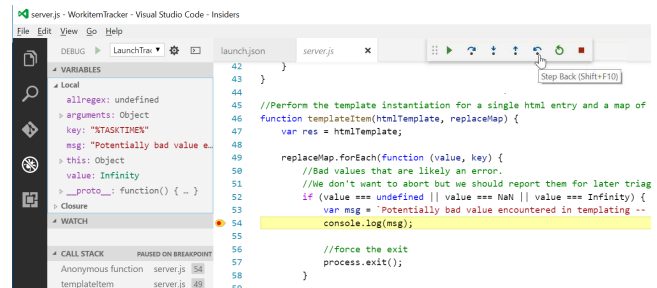 server.js - WorkitemTracker - Visual Studio Code - Insiders
File Edit View Go Help
DEBUG LaunchTrac
launch.json server.js
Step Back (Shift+F10)
VARIABLES
Local
allregex: undefined
arguments: Object
key: "%TASKTIME%"
msg: "Potentially bad value e…
this: Object
value: Infinity
__proto__: function() { … }
Closure
WATCH
CALL STACK PAUSED ON BREAKPOINT
Anonymous function server.js 54
templateItem server.js 49
42 }
43 }
44
45 //Perform the template instantiation for a single html entry and a map of
46 function templateItem(htmlTemplate, replaceMap) {
47 var res = htmlTemplate;
48
49 replaceMap.forEach(function (value, key) {
50 //Bad values that are likely an error.
51 //We don't want to abort but we should report them for later triag
52 if (value === undefined || value === NaN || value === Infinity) {
53 var msg = `Potentially bad value encountered in templating --
54 console.log(msg);
55
56 //force the exit
57 process.exit();
58 }